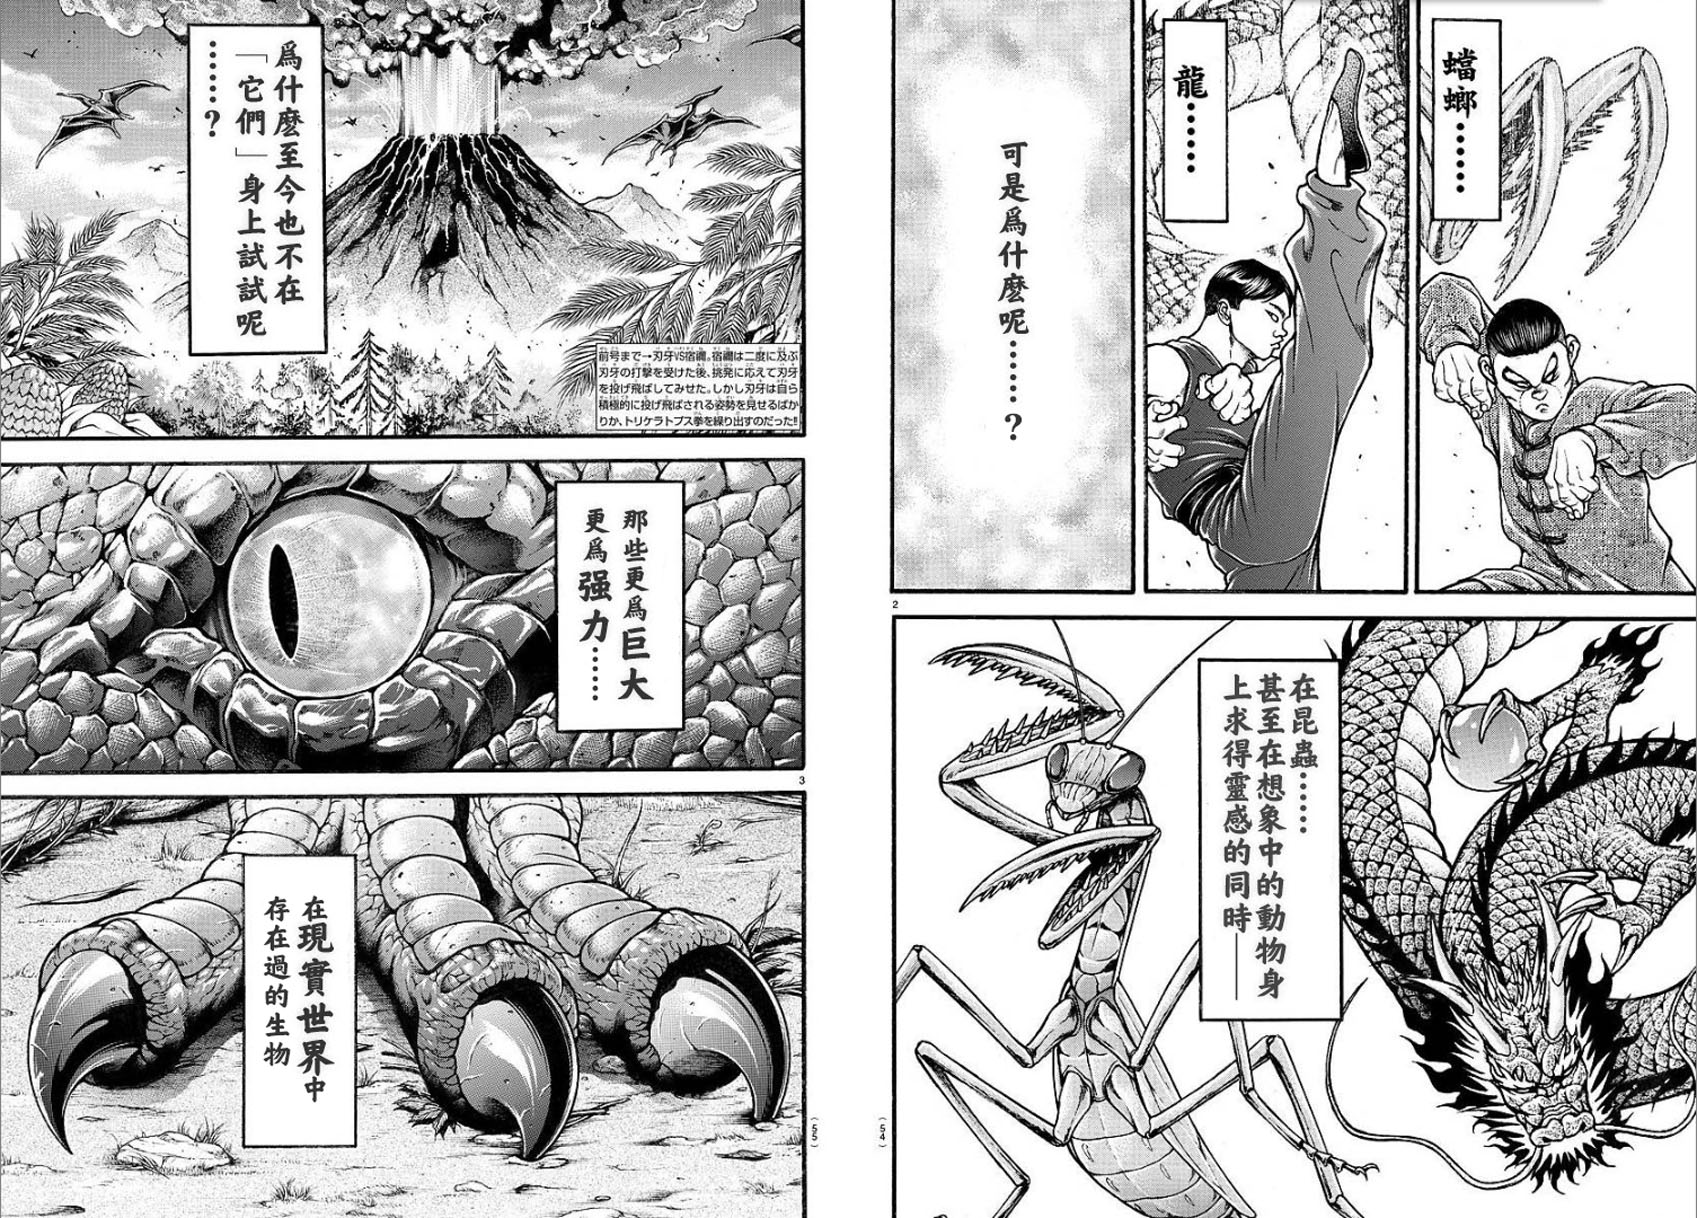 螳螂……
龍……
可是爲什麼呢……？
2
在昆蟲……
甚至在想象中的動物身
上求得靈感的同時——
（54）
爲什麼至今也不在
「它們」身上試試呢
……？
前号まで→刃牙VS宿禰。宿禰は二度に及ぶ
刃牙の打撃を受けた後、挑発に応えて刃牙
を投げ飛ばしてみせた。しかし刃牙は自ら
積極的に投げ飛ばされる姿勢を見せるばか
りか、トリケラトプス拳を繰り出すのだった!!
那些更爲巨大
更爲强力……
3
在現實世界中
存在過的生物
（55）